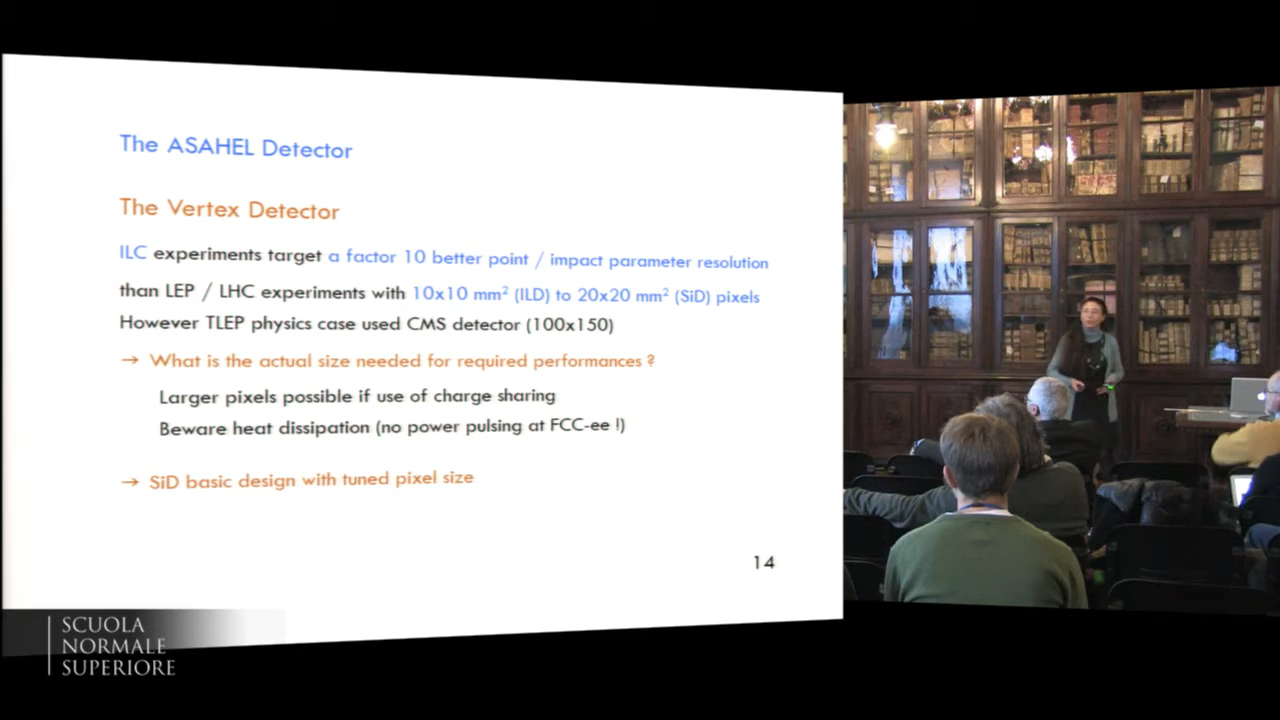 The ASAHEL Detector
The Vertex Detector
ILC experiments target a factor 10 better point / impact parameter resolution
than LEP / LHC experiments with 10x10 mm² (ILD) to 20x20 mm² (SiD) pixels
However TLEP physics case used CMS detector (100x150)
→ What is the actual size needed for required performances ?
Larger pixels possible if use of charge sharing
Beware heat dissipation (no power pulsing at FCC-ee !)
→ SiD basic design with tuned pixel size
14
SCUOLA
NORMALE
SUPERIORE